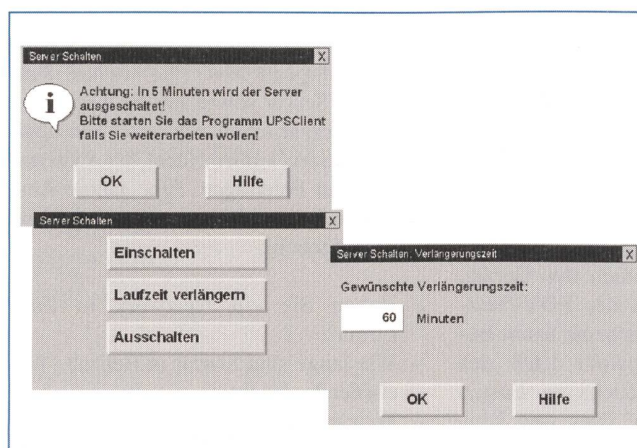 Server Schalten X
i
Achtung: In 5 Minuten wird der Server
ausgeschaltet!
Bitte starten Sie das Programm UPSClient
falls Sie weiterarbeiten wollen!
OK Hilfe
Server Schalten X
Einschalten
Laufzeit verlängern
Ausschalten
Server Schalten: Verlängerungszeit X
Gewünschte Verlängerungszeit:
60 Minuten
OK Hilfe